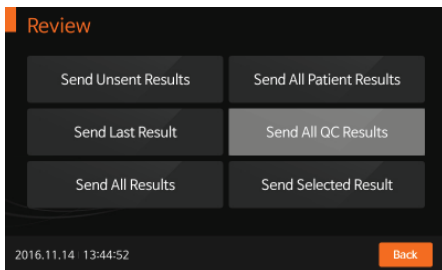 Review
Send Unsent Results
Send All Patient Results
Send Last Result
Send All QC Results
Send All Results
Send Selected Result
2016.11.14 13:44:52
Back